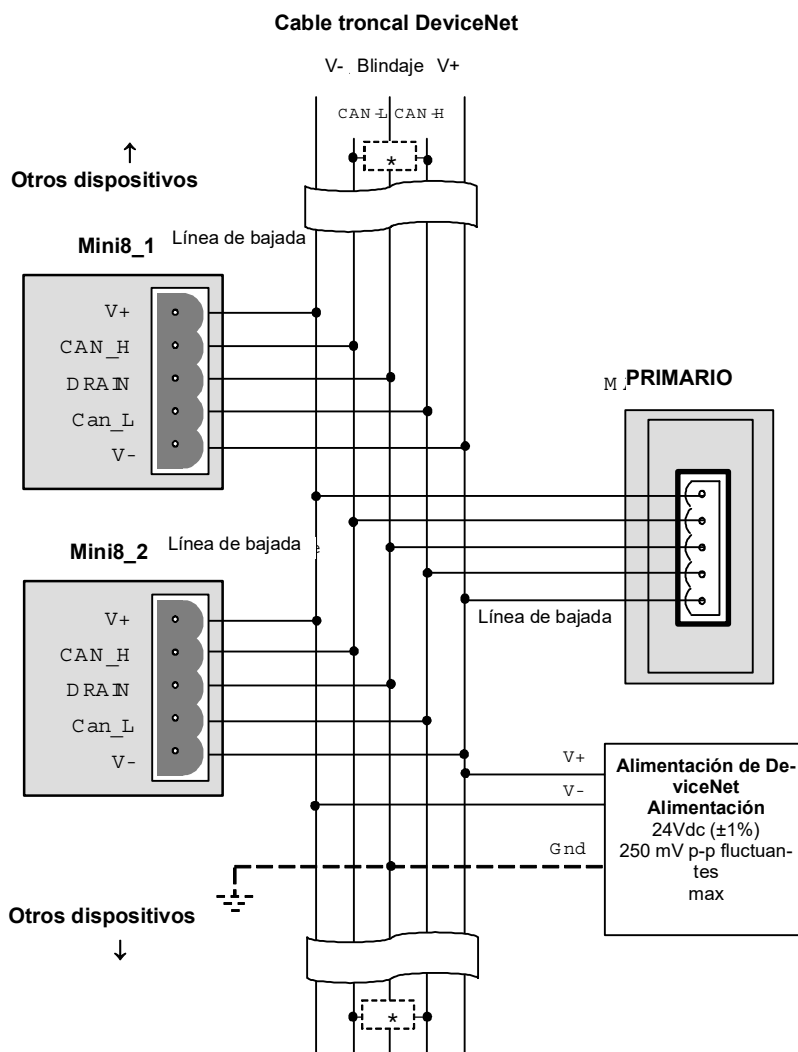 Cable troncal DeviceNet
V- Blindaje V+
CAN-L CAN-H
*
↑
Otros dispositivos
Mini8_1 Línea de bajada
V+
CAN_H
DRAIN
Can_L
V-
PRIMARIO
Mini8_2 Línea de bajada
V+
CAN_H
DRAIN
Can_L
V-
Línea de bajada
V+
V-
Gnd
Alimentación de De-
viceNet
Alimentación
24Vdc (±1%)
250 mV p-p fluctuan-
tes
max
Otros dispositivos
↓
*